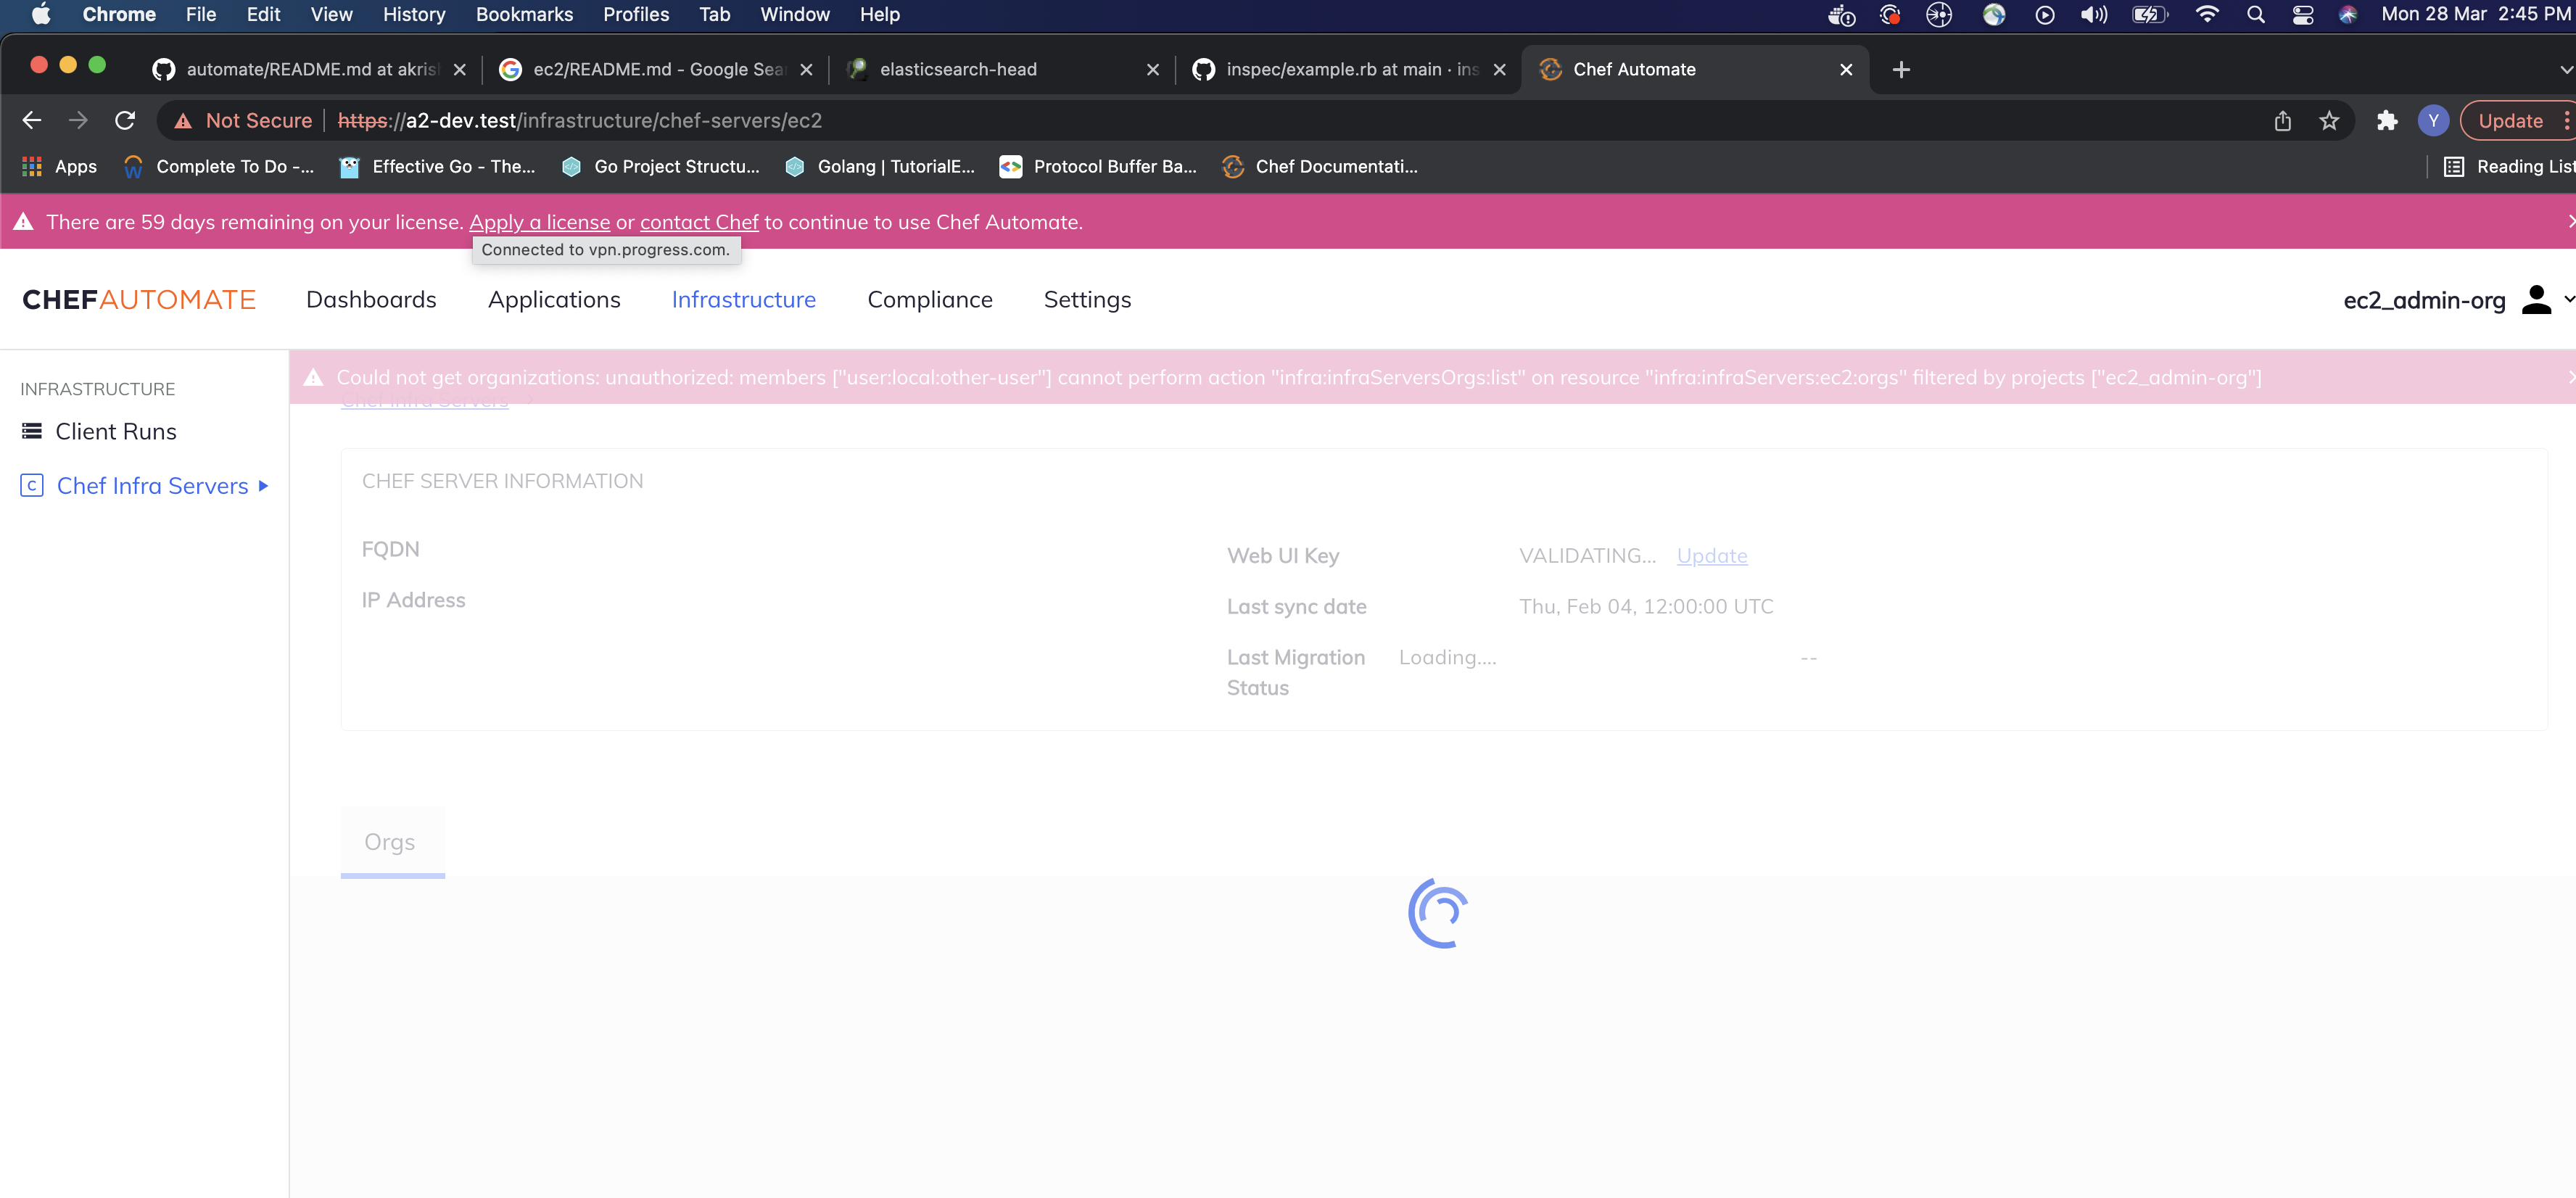 Chrome File Edit View History Bookmarks Profiles Tab Window Help Mon 28 Mar 2:45 PM
automate/README.md at akris ec2/README.md - Google Sea elasticsearch-head inspec/example.rb at main · ins Chef Automate
Not Secure https://a2-dev.test/infrastructure/chef-servers/ec2 Y Update
Apps Complete To Do -... Effective Go - The... Go Project Structu... Golang | TutorialE... Protocol Buffer Ba... Chef Documentati... Reading List
There are 59 days remaining on your license. Apply a license or contact Chef to continue to use Chef Automate.
Connected to vpn.progress.com.
CHEFAUTOMATE Dashboards Applications Infrastructure Compliance Settings ec2_admin-org
INFRASTRUCTURE
Client Runs
C Chef Infra Servers
Could not get organizations: unauthorized: members ["user:local:other-user"] cannot perform action "infra:infraServersOrgs:list" on resource "infra:infraServers:ec2:orgs" filtered by projects ["ec2_admin-org"]
Chef Infra Servers
CHEF SERVER INFORMATION
FQDN
IP Address
Web UI Key VALIDATING... Update
Last sync date Thu, Feb 04, 12:00:00 UTC
Last Migration Loading.... --
Status
Orgs